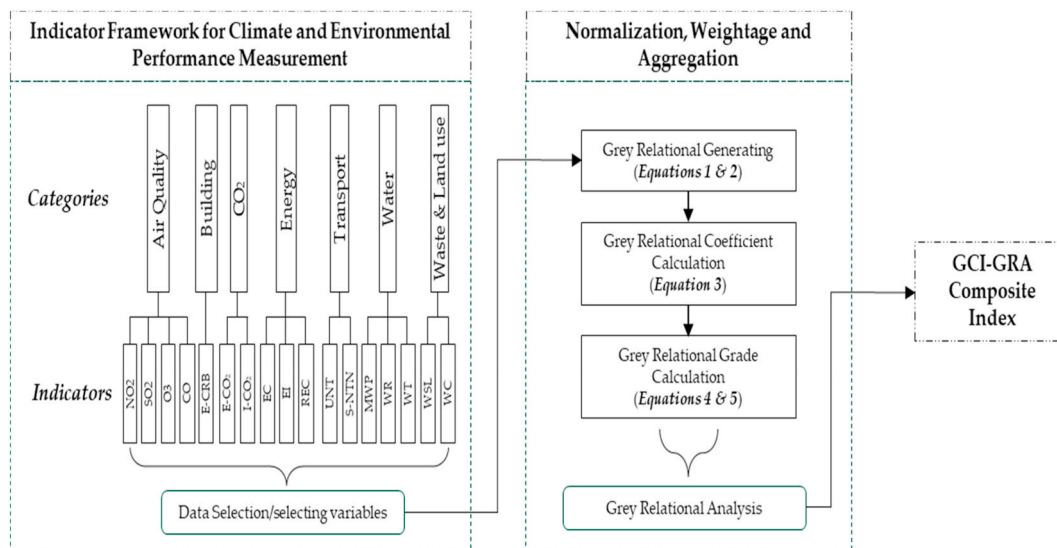 Indicator Framework for Climate and Environmental
Performance Measurement
Categories
Air Quality
Building
CO₂
Energy
Transport
Water
Waste & Land use
Indicators
NO2
SO2
O3
CO
E-CRB
E-CO₂
I-CO₂
EC
EI
REC
UNT
S-NTN
MWP
WR
WT
WSL
WC
Data Selection/selecting variables
Normalization, Weightage and
Aggregation
Grey Relational Generating
(Equations 1 & 2)
Grey Relational Coefficient
Calculation
(Equation 3)
Grey Relational Grade
Calculation
(Equations 4 & 5)
Grey Relational Analysis
GCI-GRA
Composite
Index